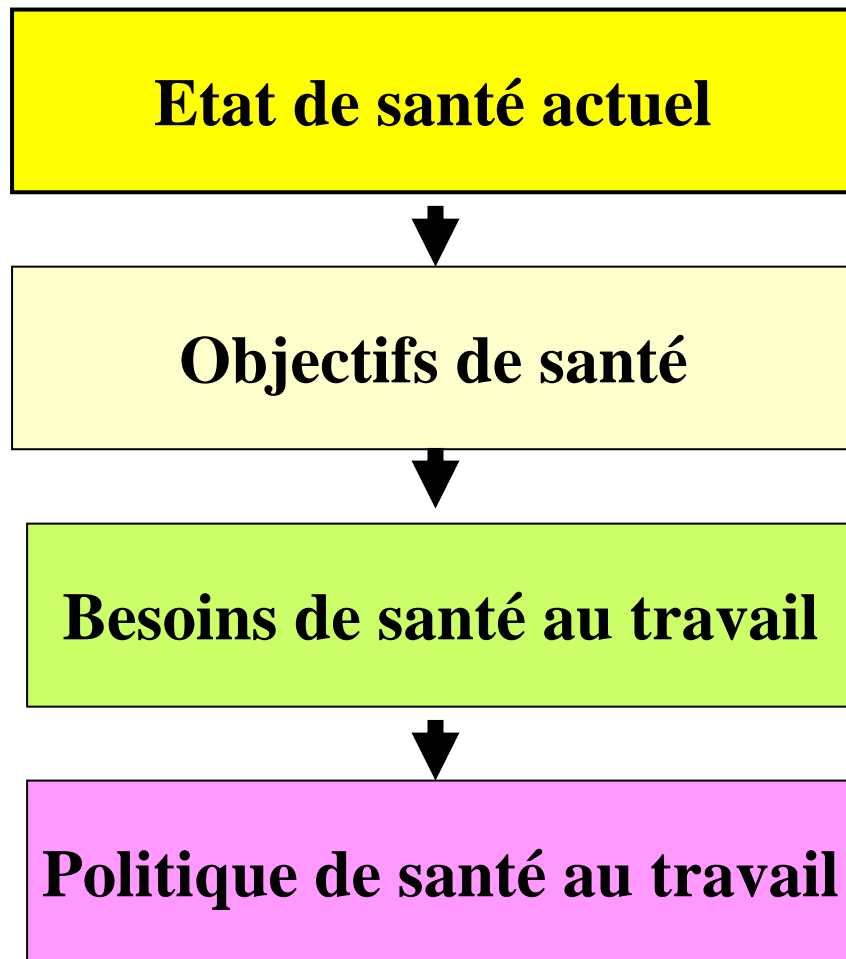 Etat de santé actuel
Objectifs de santé
Besoins de santé au travail
Politique de santé au travail